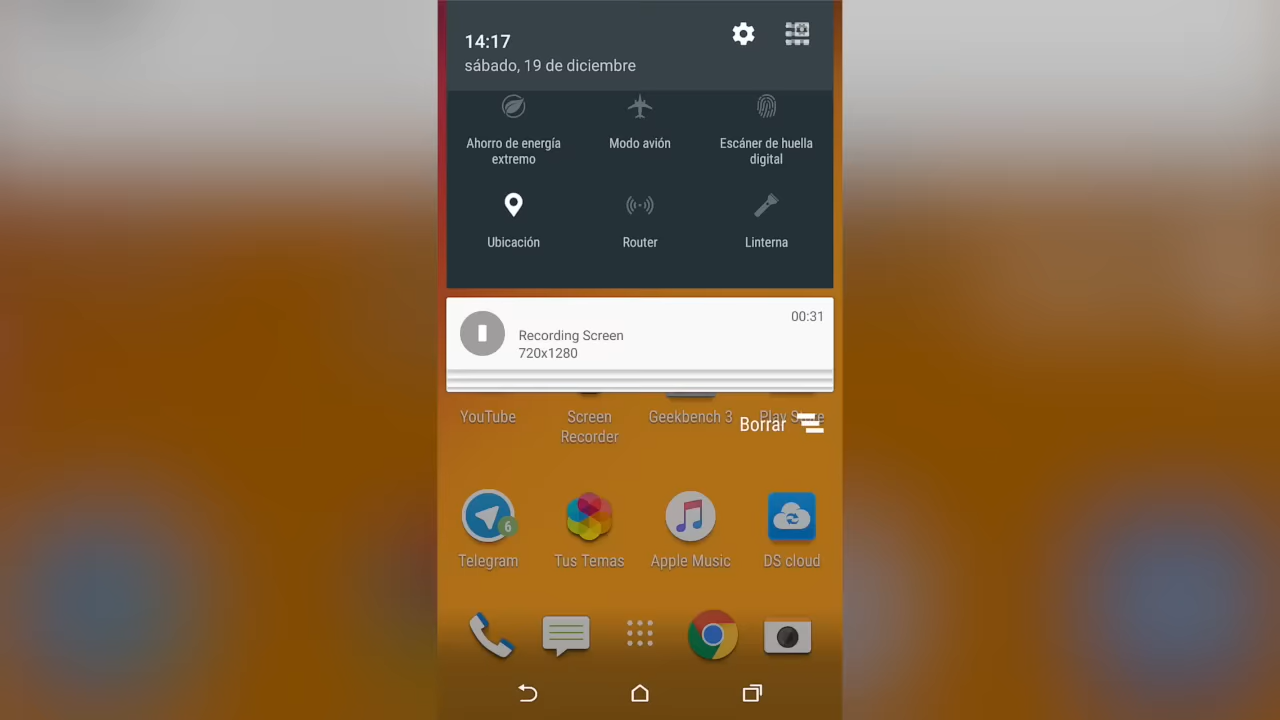 14:17
sábado, 19 de diciembre
Ahorro de energía
extremo
Modo avión
Escáner de huella
digital
Ubicación
Router
Linterna
00:31
Recording Screen
720x1280
YouTube
Screen
Recorder
Geekbench 3
Play Store
Borrar
Telegram
6
Tus Temas
Apple Music
DS cloud